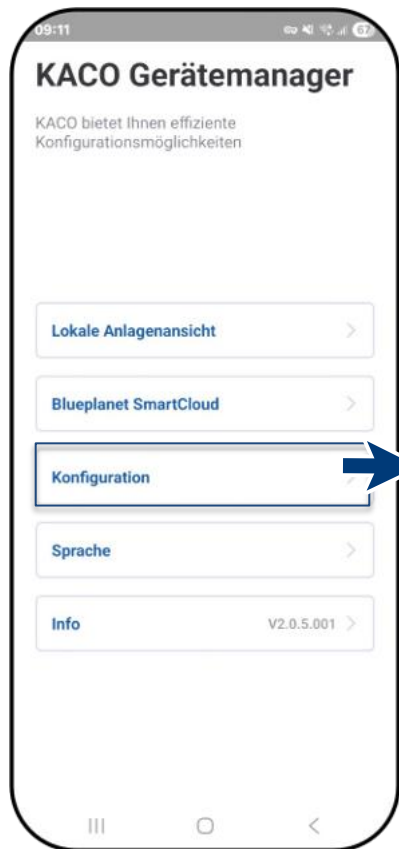 09:11
67
KACO Gerätemanager
KACO bietet Ihnen effiziente
Konfigurationsmöglichkeiten
Lokale Anlagenansicht
Blueplanet SmartCloud
Konfiguration
Sprache
Info V2.0.5.001